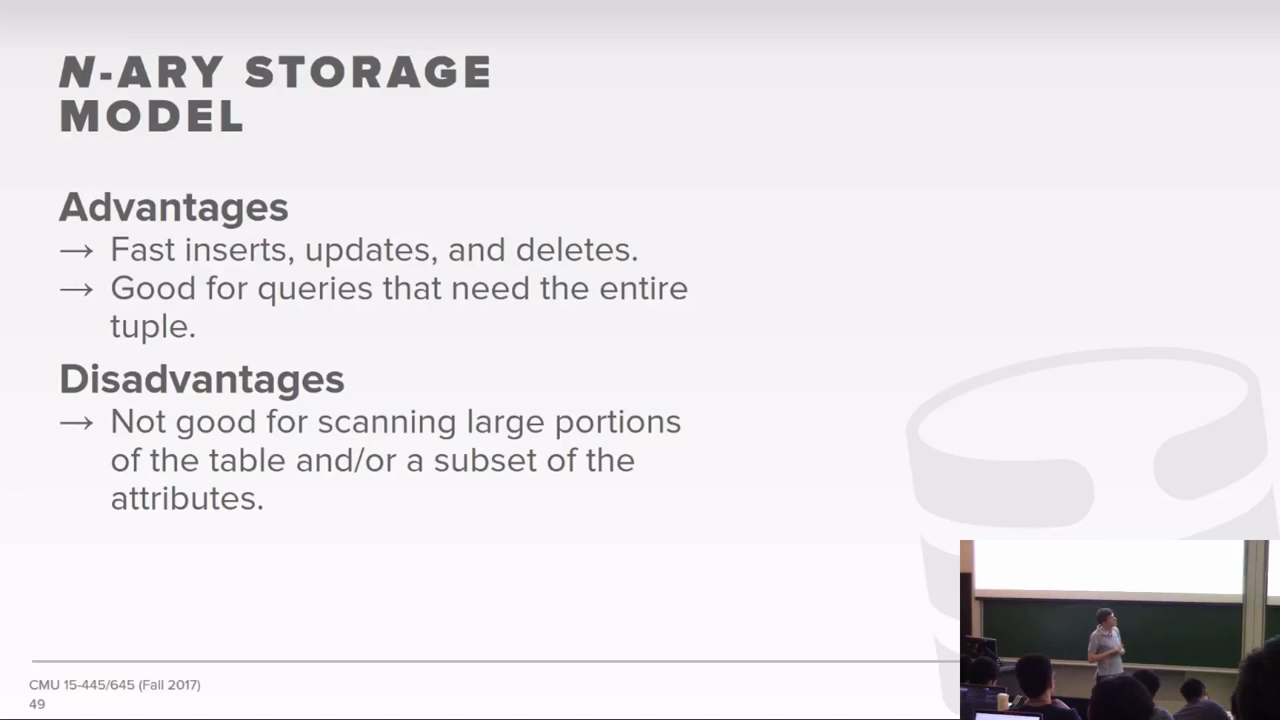 N-ARY STORAGE
MODEL
Advantages
→ Fast inserts, updates, and deletes.
→ Good for queries that need the entire
tuple.
Disadvantages
→ Not good for scanning large portions
of the table and/or a subset of the
attributes.
CMU 15-445/645 (Fall 2017)
49